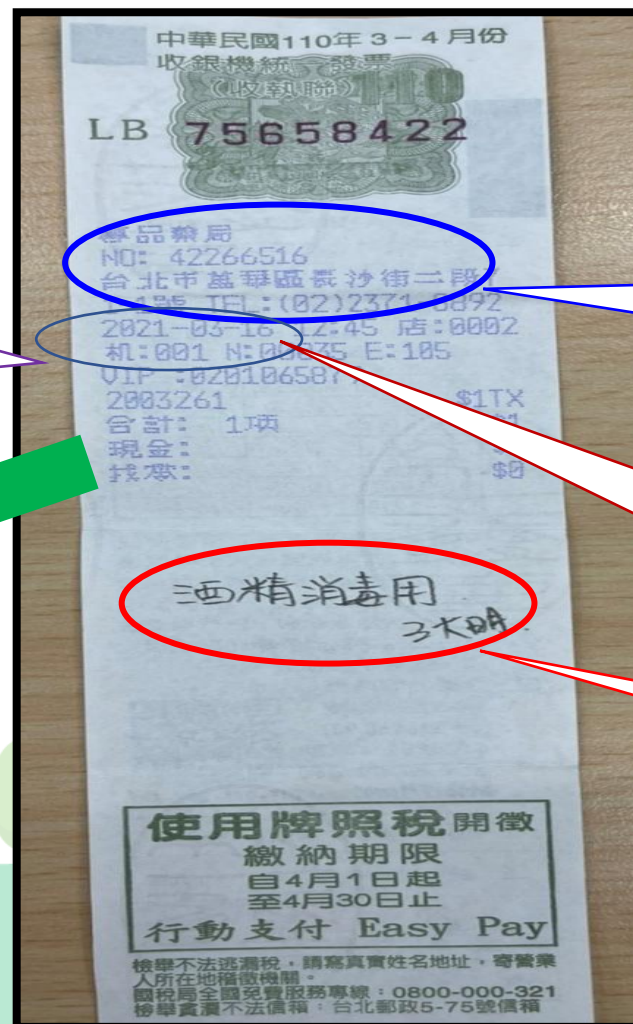 中華民國110年3-4月份
收銀機統一發票
(收執聯) 110
LB 75658422
藥局
NO: 42266516
台北市萬華區長沙街二段
1號 TEL:(02)2371-
2021-03-16 12:45 店:0002
机:001 N: E:105
VIP :020106587
2003261 $1TX
合計: 1項
現金:
找零: $0
酒精消毒用
3大
使用牌照稅開徵
繳納期限
自4月1日起
至4月30日止
行動支付 Easy Pay
檢舉不法逃漏稅,請寫真實姓名地址,寄營業
人所在地稽徵機關。
國稅局全國免費服務專線:0800-000-321
檢舉貪瀆不法信箱:台北郵政5-75號信箱